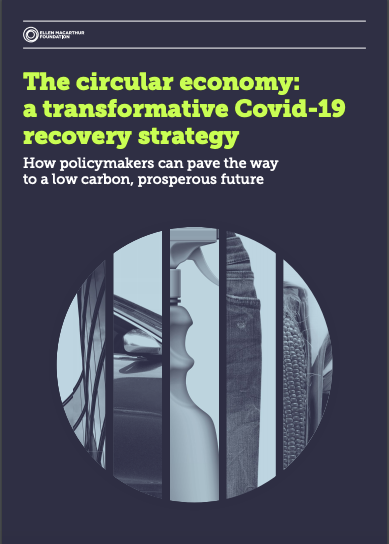 ELLEN MACARTHUR
FOUNDATION
The circular economy:
a transformative Covid-19
recovery strategy
How policymakers can pave the way
to a low carbon, prosperous future